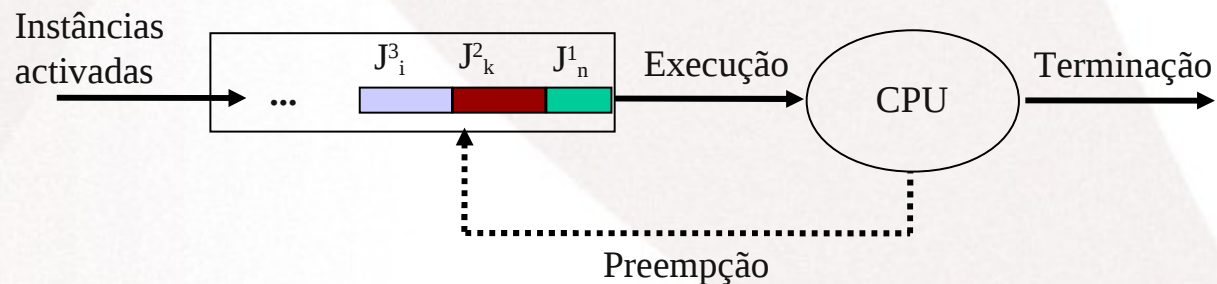 Instâncias
activadas
...
J³ᵢ
J²ₖ
J¹ₙ
Execução
CPU
Terminação
Preempção